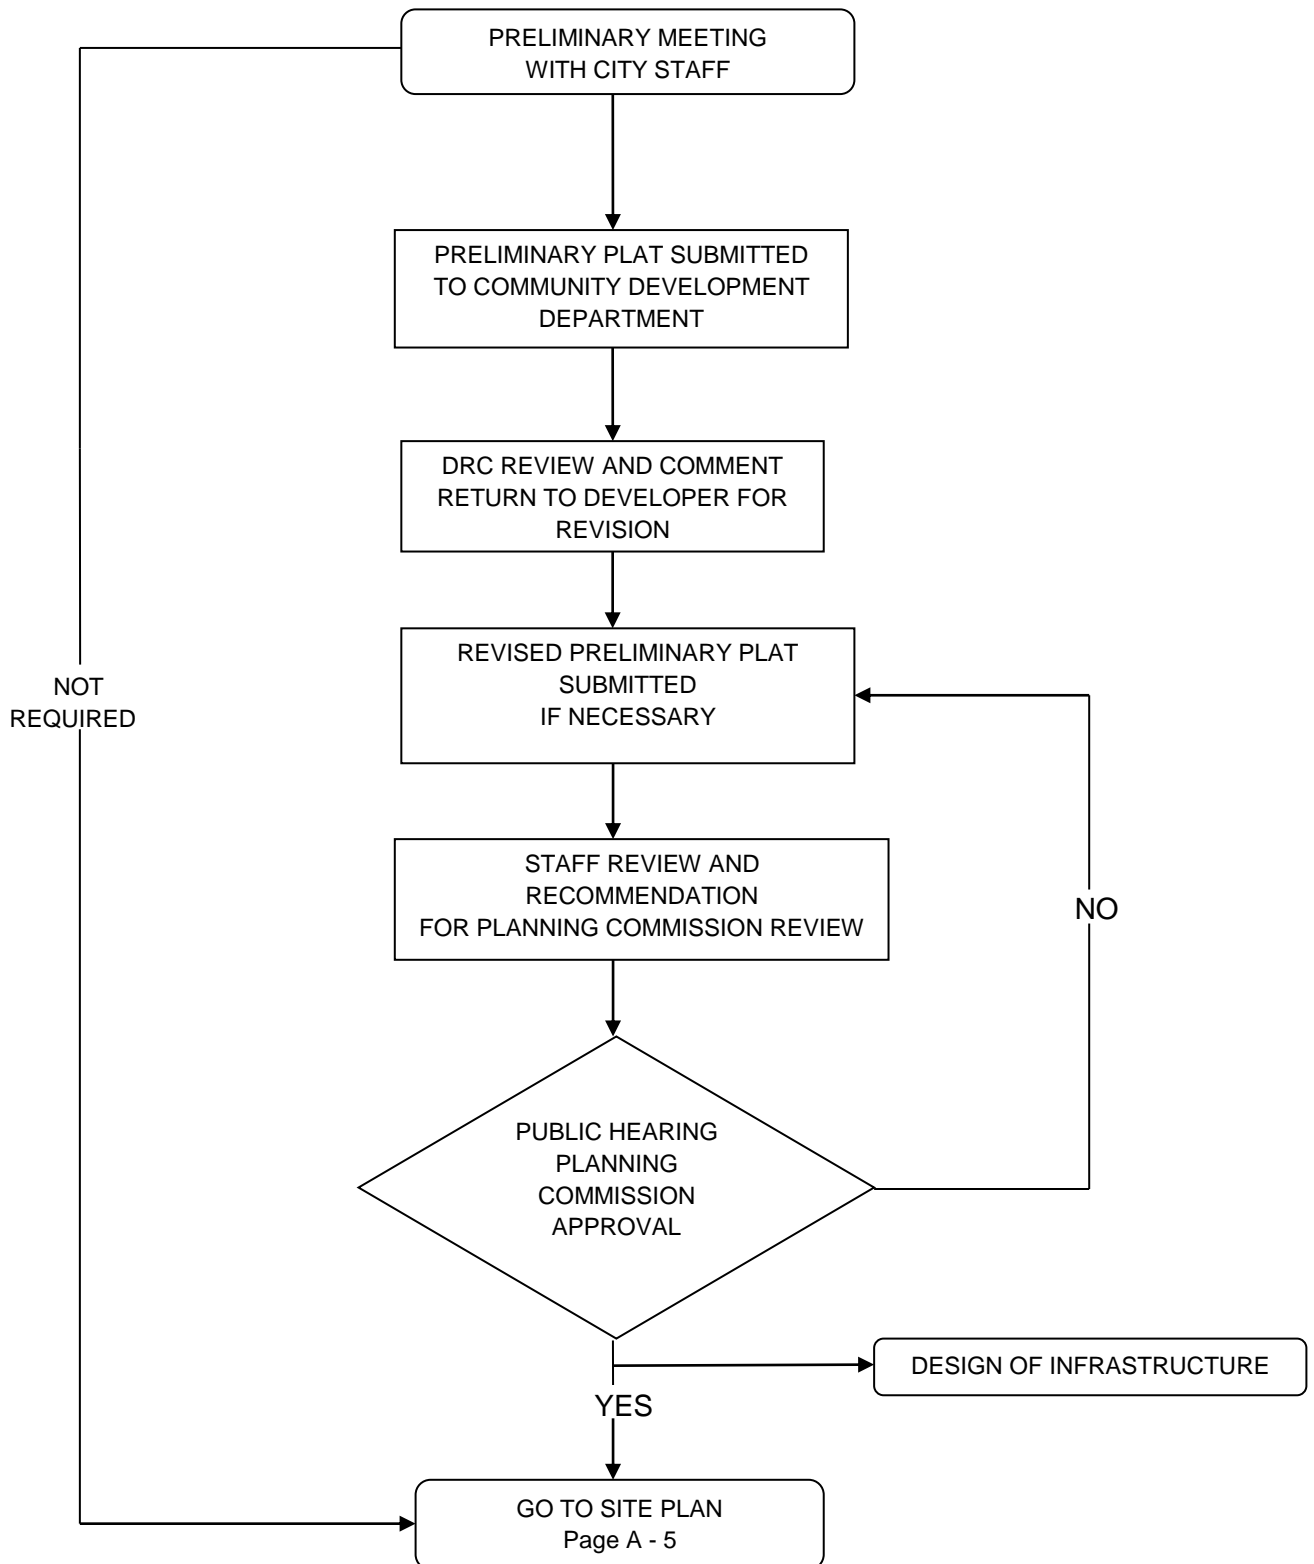 PRELIMINARY MEETING
WITH CITY STAFF
PRELIMINARY PLAT SUBMITTED
TO COMMUNITY DEVELOPMENT
DEPARTMENT
DRC REVIEW AND COMMENT
RETURN TO DEVELOPER FOR
REVISION
REVISED PRELIMINARY PLAT
SUBMITTED
IF NECESSARY
NOT
REQUIRED
STAFF REVIEW AND
RECOMMENDATION
FOR PLANNING COMMISSION REVIEW
NO
PUBLIC HEARING
PLANNING
COMMISSION
APPROVAL
DESIGN OF INFRASTRUCTURE
YES
GO TO SITE PLAN
Page A - 5